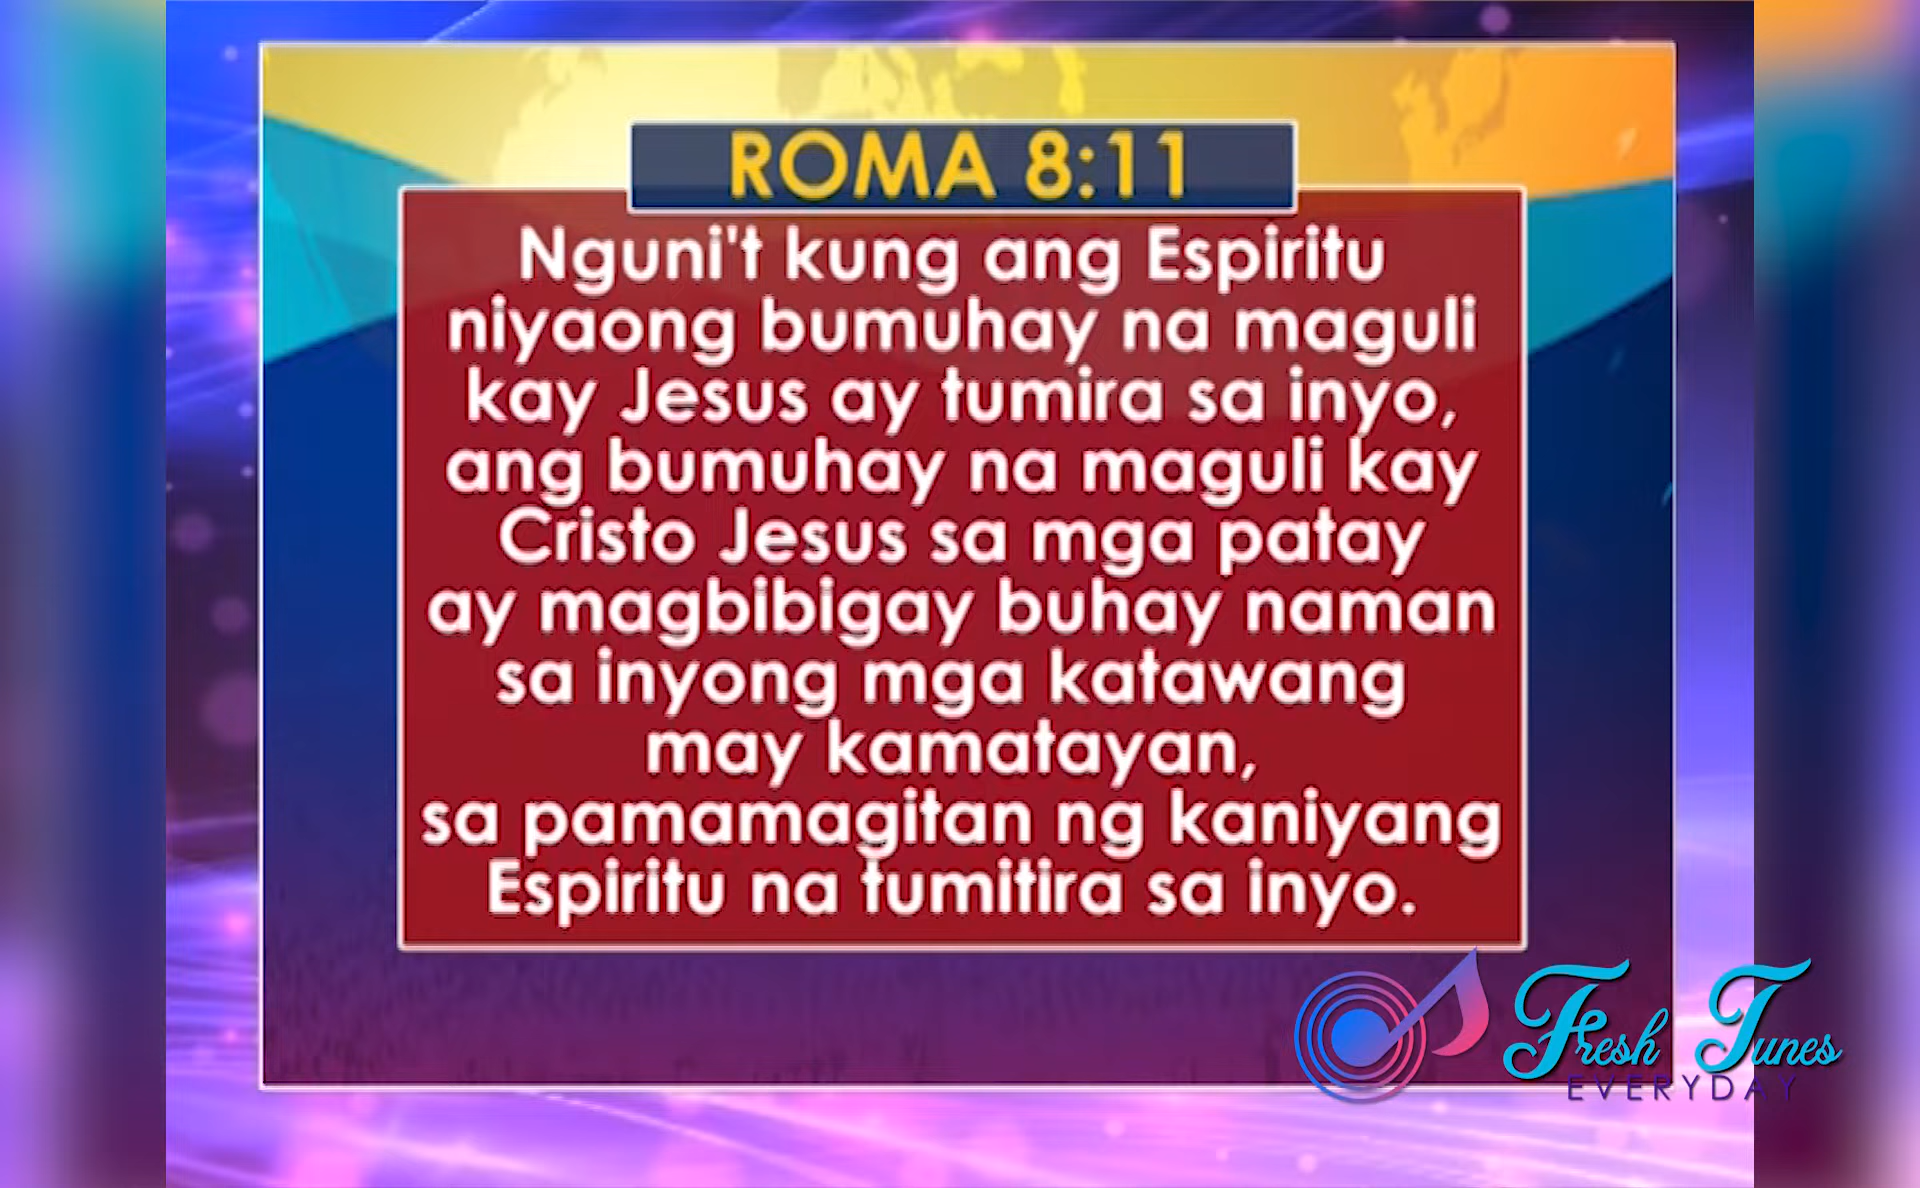 ROMA 8:11
Nguni't kung ang Espiritu
niyaong bumuhay na maguli
kay Jesus ay tumira sa inyo,
ang bumuhay na maguli kay
Cristo Jesus sa mga patay
ay magbibigay buhay naman
sa inyong mga katawang
may kamatayan,
sa pamamagitan ng kaniyang
Espiritu na tumitira sa inyo.
Fresh Tunes
EVERYDAY